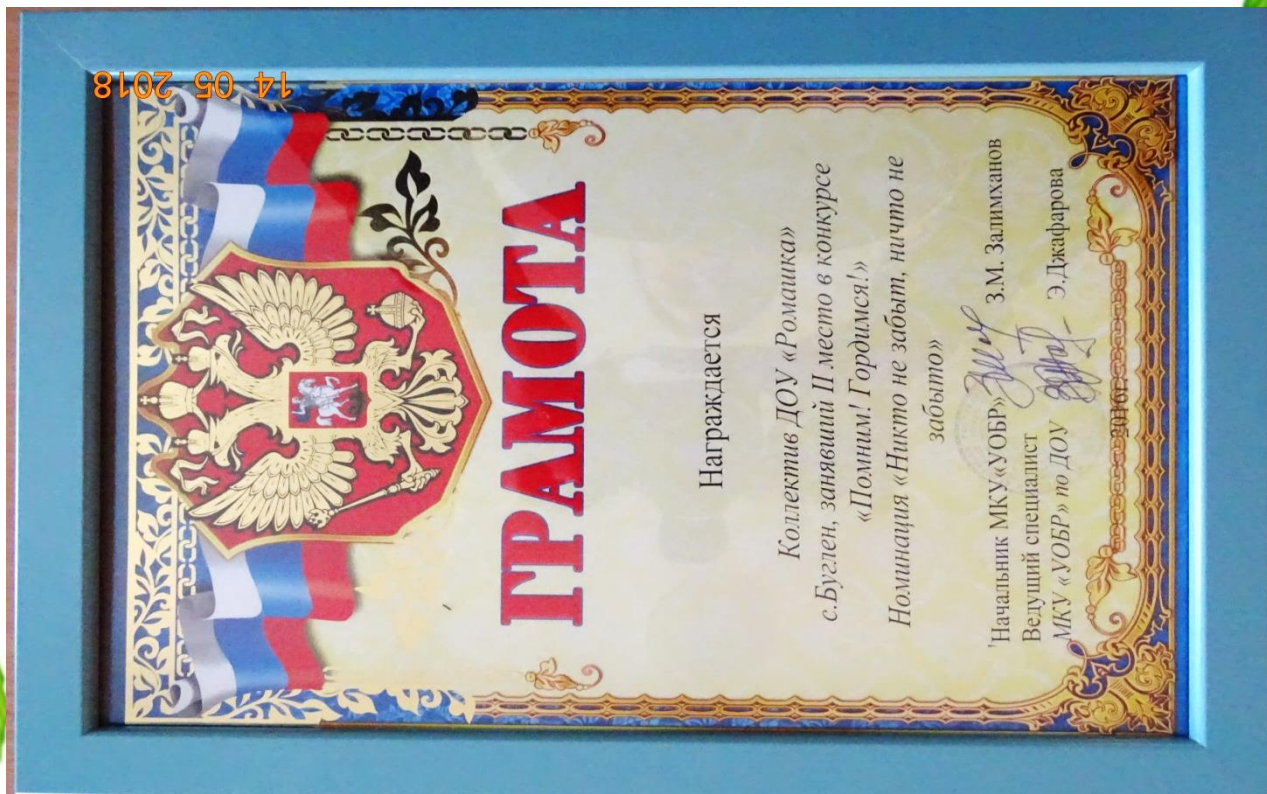 14 05 2018
ГРАМОТА
Награждается
Коллектив ДОУ «Ромашка»
с.Буглен, занявший II место в конкурсе
«Помним! Гордимся!»
Номинация «Никто не забыт, ничто не
забыто»
Начальник МКУ«УОБР» З.М. Залимханов
Ведущий специалист
МКУ «УОБР» по ДОУ Э.Джафарова